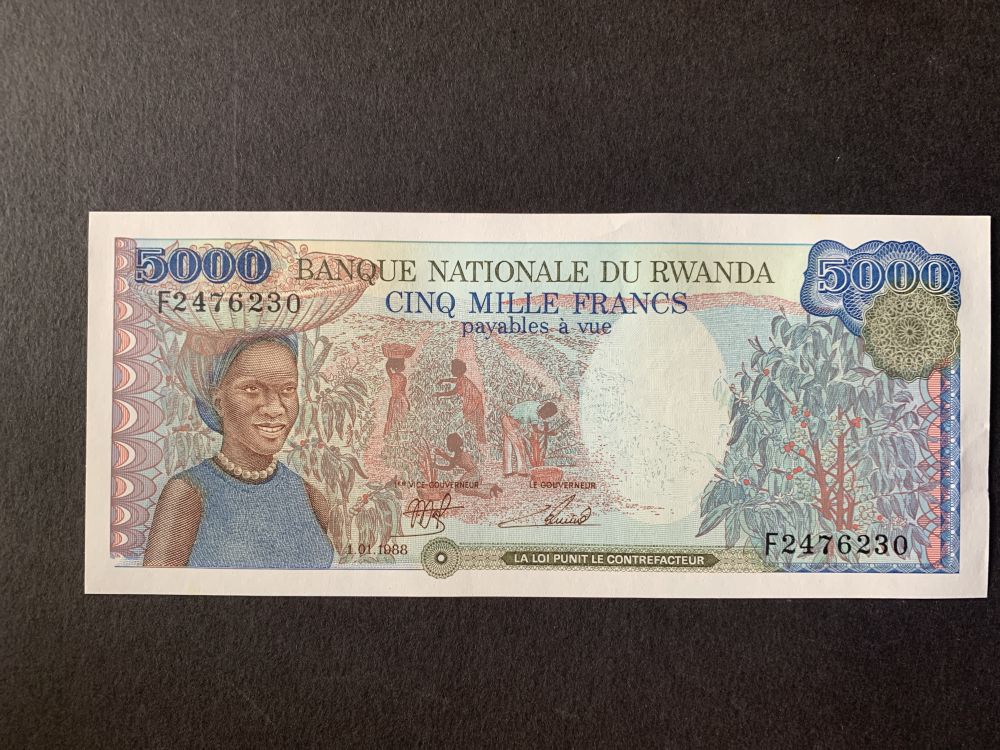 5000 BANQUE NATIONALE DU RWANDA 5000
F2476230 CINQ MILLE FRANCS
payables à vue
1ER VICE-GOUVERNEUR LE GOUVERNEUR
1.01.1988
LA LOI PUNIT LE CONTREFACTEUR
F2476230